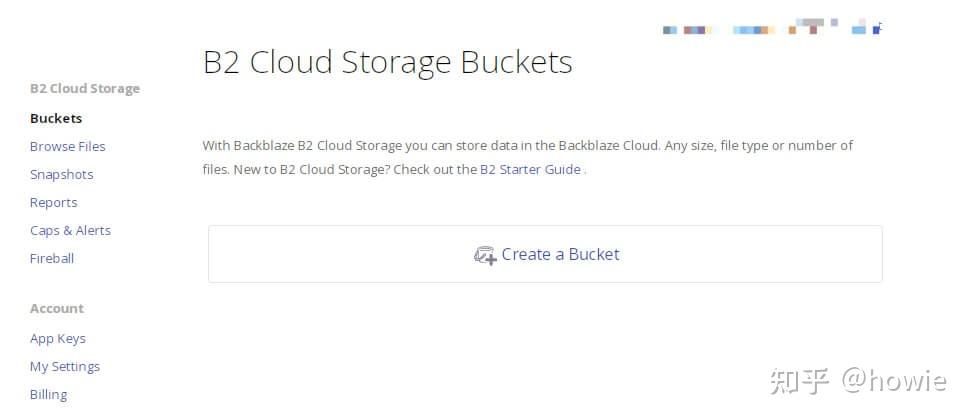 B2 Cloud Storage Buckets
B2 Cloud Storage
Buckets
Browse Files
Snapshots
Reports
Caps & Alerts
Fireball
Account
App Keys
My Settings
Billing
With Backblaze B2 Cloud Storage you can store data in the Backblaze Cloud. Any size, file type or number of
files. New to B2 Cloud Storage? Check out the B2 Starter Guide .
Create a Bucket
知乎 @howie